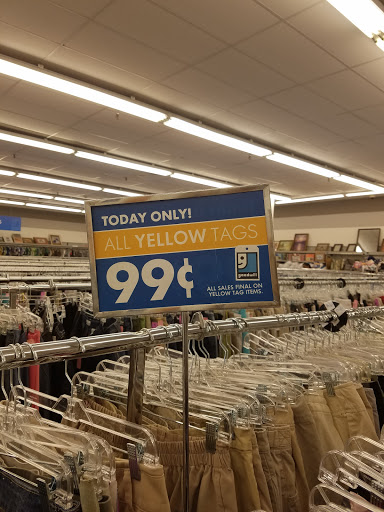 TODAY ONLY!
ALL YELLOW TAGS
99¢
goodwill
ALL SALES FINAL ON
YELLOW TAG ITEMS.